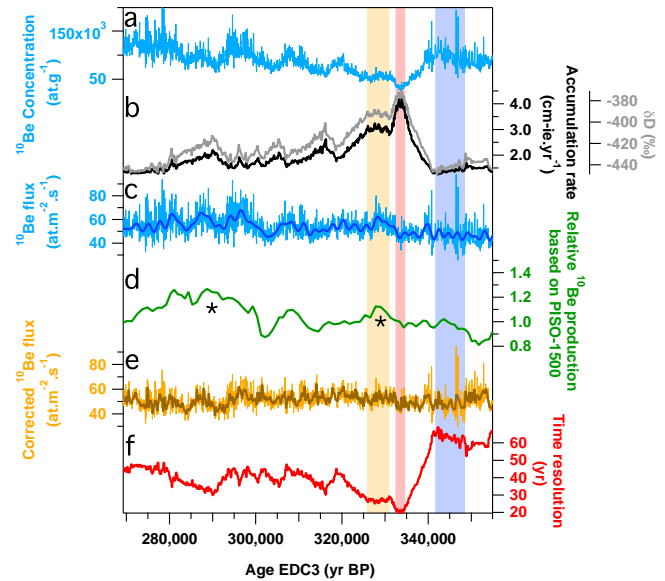 a
150x10³
50
¹⁰Be Concentration
(at.g⁻¹)
b
4.0
3.0
2.0
Accumulation rate
(cm-ie.yr⁻¹)
-380
-400
-420
-440
δD (‰)
c
80
60
40
¹⁰Be flux
(at.m⁻².s⁻¹)
d
*
*
1.4
1.2
1.0
0.8
Relative ¹⁰Be production
based on PISO-1500
e
80
60
40
Corrected ¹⁰Be flux
(at.m⁻².s⁻¹)
f
60
50
40
30
20
Time resolution
(yr)
280,000
300,000
320,000
340,000
Age EDC3 (yr BP)